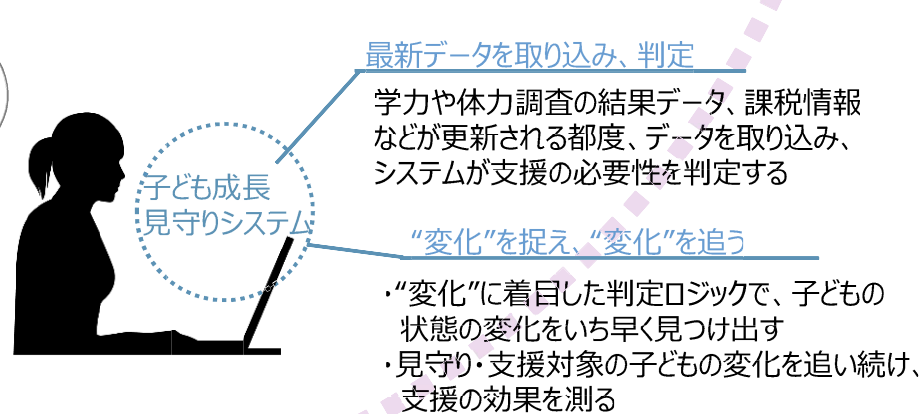 最新データを取り込み、判定
学力や体力調査の結果データ、課税情報
などが更新される都度、データを取り込み、
システムが支援の必要性を判定する
子ども成長
見守りシステム
“変化”を捉え、“変化”を追う
・“変化”に着目した判定ロジックで、子どもの
状態の変化をいち早く見つけ出す
・見守り・支援対象の子どもの変化を追い続け、
支援の効果を測る